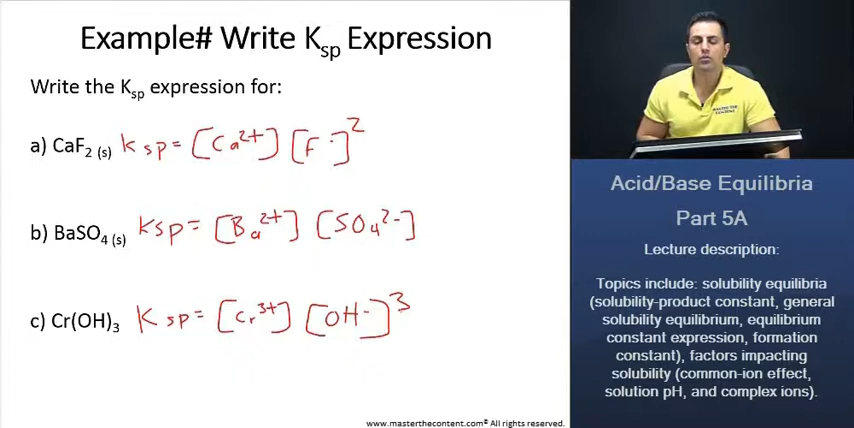 Example# Write Ksp Expression
Write the Ksp expression for:
a) CaF2 (s) Ksp = [Ca2+] [F-]2
b) BaSO4 (s) Ksp = [Ba2+] [SO42-]
c) Cr(OH)3 Ksp = [Cr3+] [OH-]3
www.masterthecontent.com© All rights reserved.
MASTER THE
CONTENT
Acid/Base Equilibria
Part 5A
Lecture description:
Topics include: solubility equilibria
(solubility-product constant, general
solubility equilibrium, equilibrium
constant expression, formation
constant), factors impacting
solubility (common-ion effect,
solution pH, and complex ions).